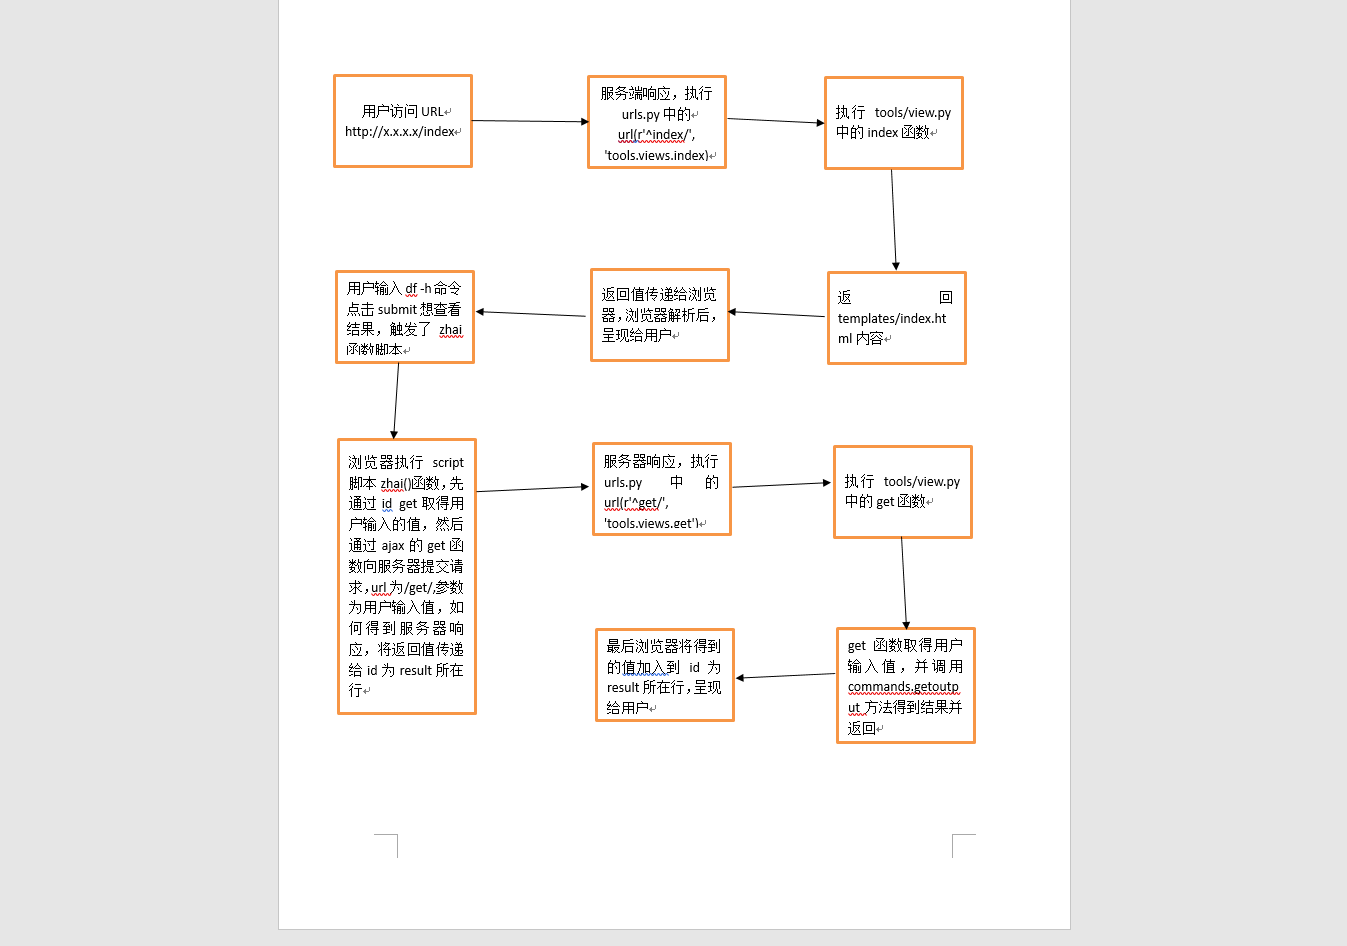 用户访问 URL
http://x.x.x.x/index
服务端响应，执行
urls.py 中的
url(r'^index/',
'tools.views.index)
执行 tools/view.py
中的 index 函数
返 回
templates/index.ht
ml 内容
返回值传递给浏览
器，浏览器解析后，
呈现给用户
用户输入 df -h 命令
点击 submit 想查看
结果，触发了 zhai
函数脚本
浏览器执行 script
脚本 zhai()函数，先
通过 id get 取得用
户输入的值，然后
通过 ajax 的 get 函
数向服务器提交请
求，url 为/get/,参数
为用户输入值，如
何得到服务器响
应，将返回值传递
给 id 为 result 所在
行
服务器响应，执行
urls.py 中 的
url(r'^get/',
'tools.views.get')
执行 tools/view.py
中的 get 函数
get 函数取得用户
输入值，并调用
commands.getoutp
ut 方法得到结果并
返回
最后浏览器将得到
的值加入到 id 为
result 所在行，呈现
给用户